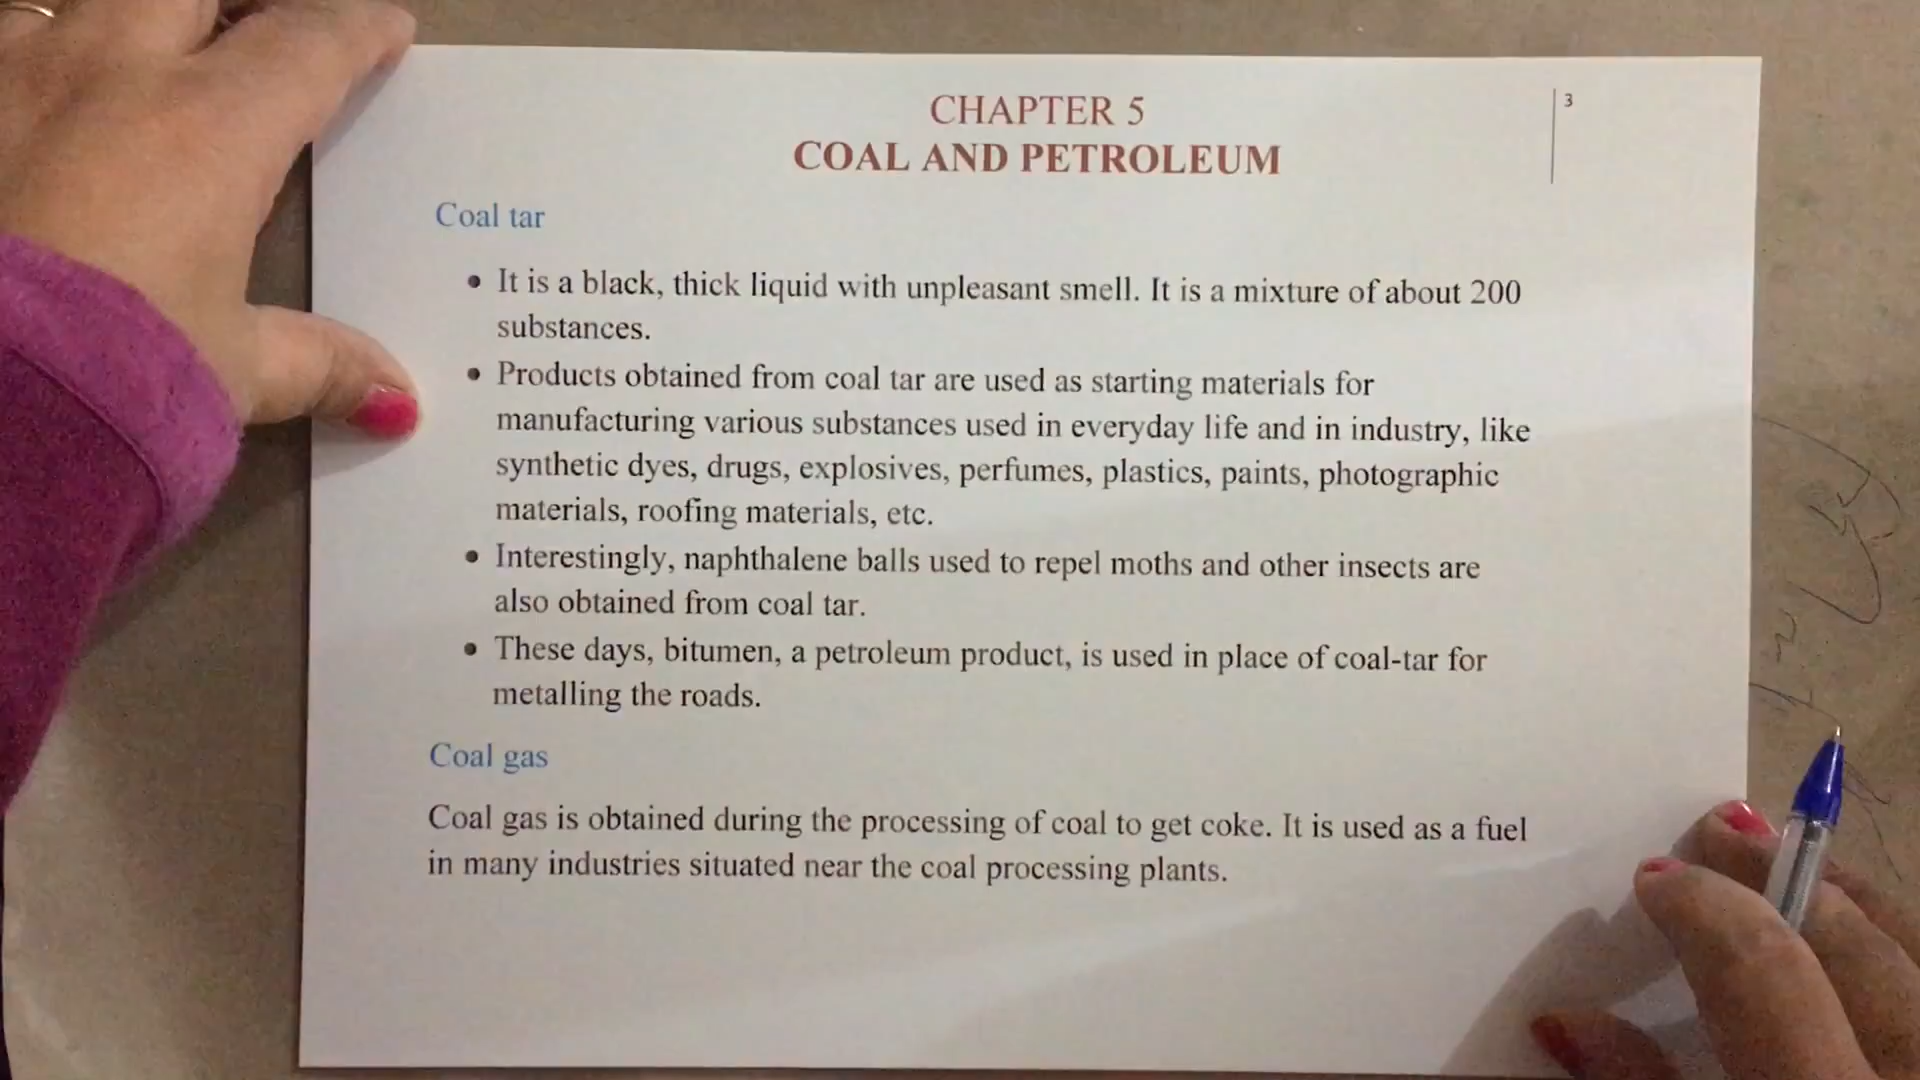 CHAPTER 5
3
COAL AND PETROLEUM
Coal tar
• It is a black, thick liquid with unpleasant smell. It is a mixture of about 200
substances.
• Products obtained from coal tar are used as starting materials for
manufacturing various substances used in everyday life and in industry, like
synthetic dyes, drugs, explosives, perfumes, plastics, paints, photographic
materials, roofing materials, etc.
• Interestingly, naphthalene balls used to repel moths and other insects are
also obtained from coal tar.
• These days, bitumen, a petroleum product, is used in place of coal-tar for
metalling the roads.
Coal gas
Coal gas is obtained during the processing of coal to get coke. It is used as a fuel
in many industries situated near the coal processing plants.